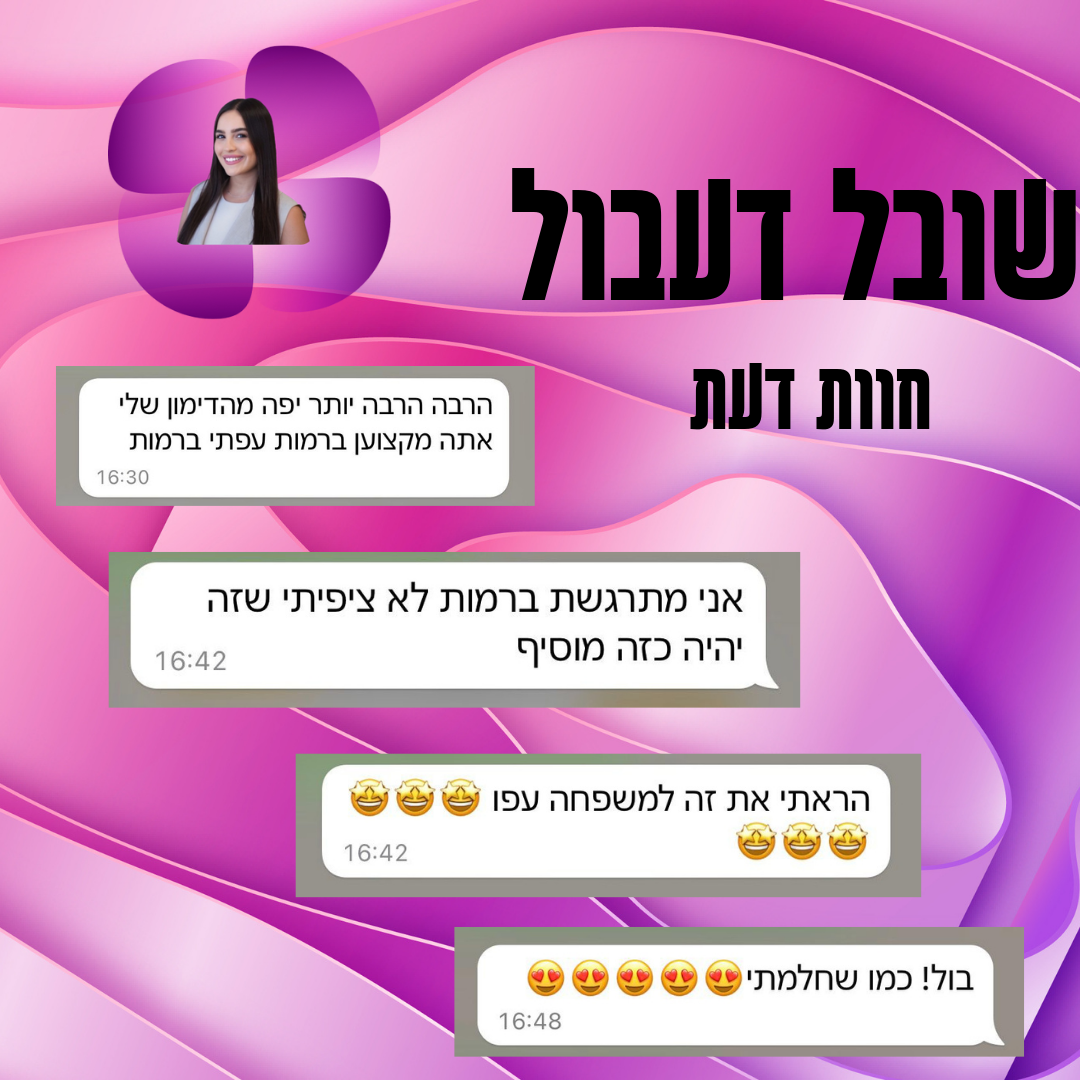 שובל דעבול
חוות דעת
הרבה הרבה יותר יפה מהדימון שלי
אתה מקצוען ברמות עפתי ברמות
16:30
אני מתרגשת ברמות לא ציפיתי שזה
יהיה כזה מוסיף
16:42
הראתי את זה למשפחה עפו 🤩🤩🤩
🤩🤩🤩
16:42
בול! כמו שחלמתי😍😍😍😍😍
16:48